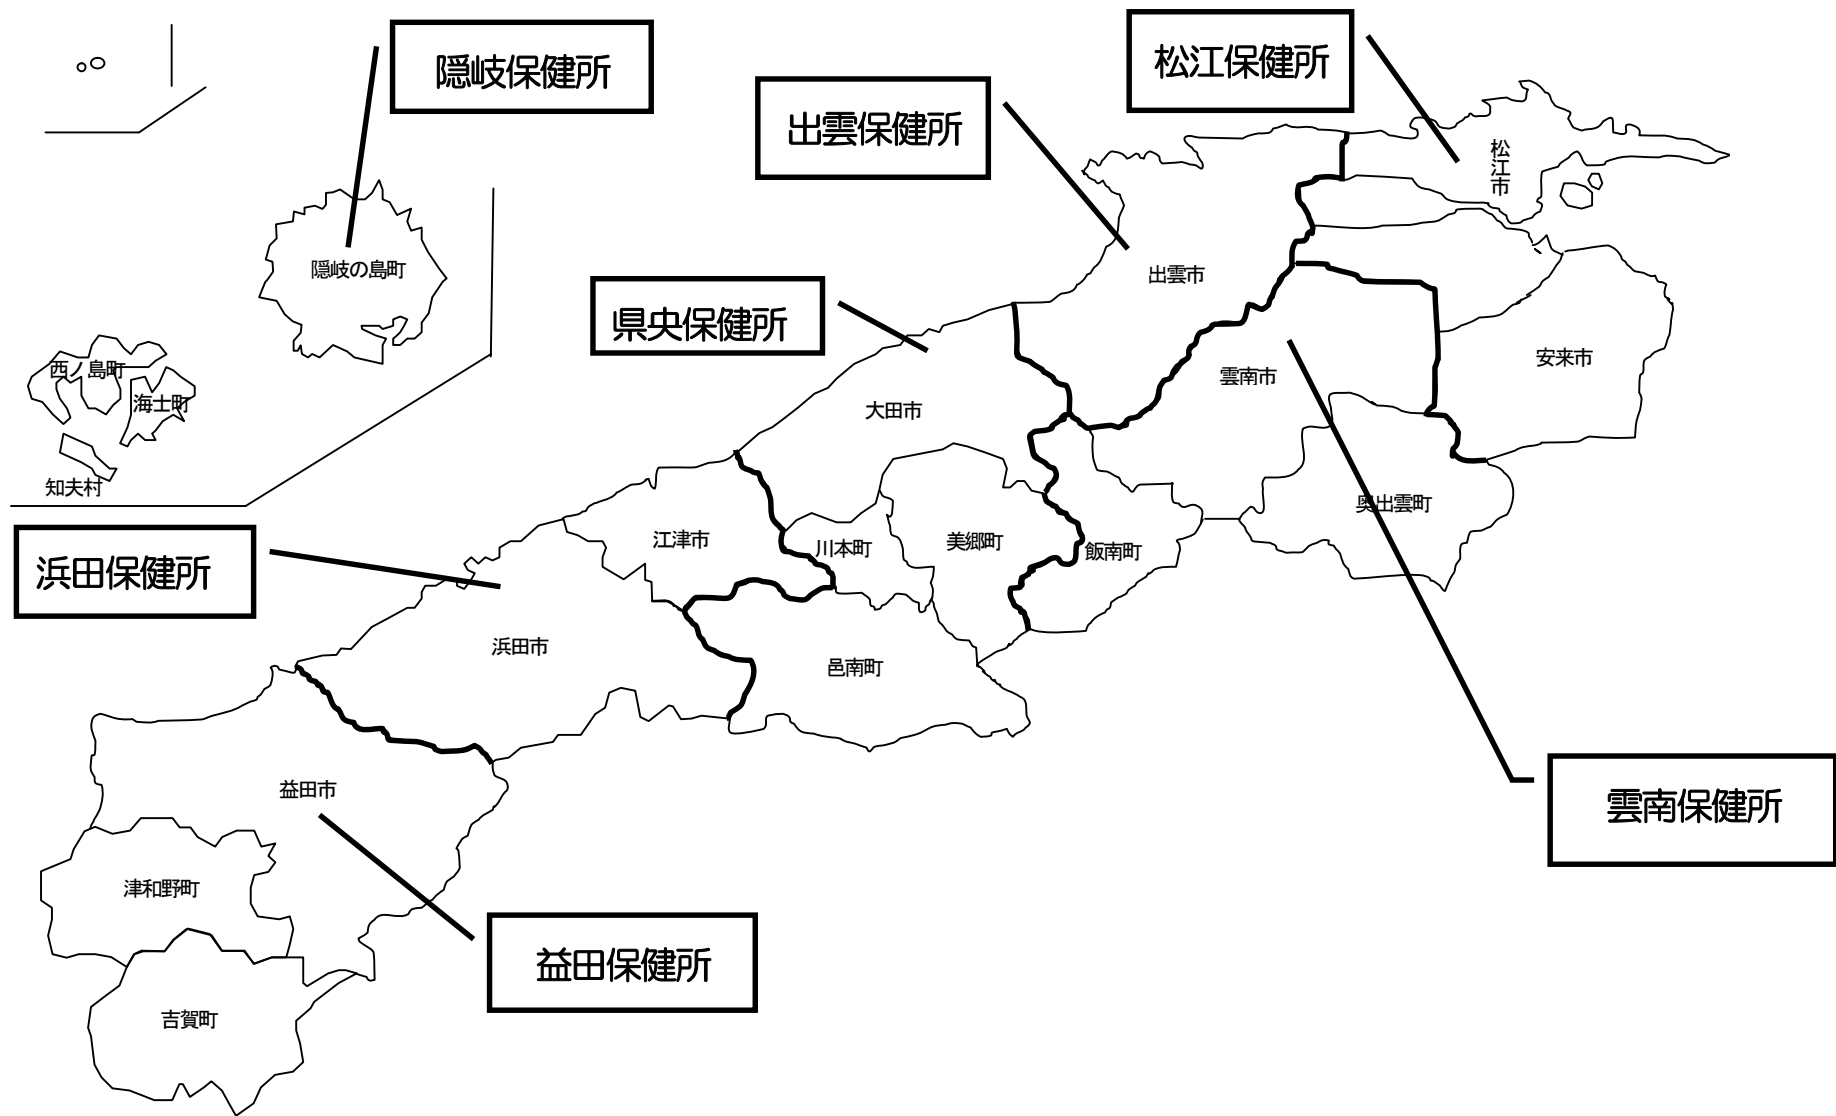 隠岐保健所
松江保健所
出雲保健所
松江市
隠岐の島町
出雲市
県央保健所
安来市
西ノ島町
雲南市
海士町
大田市
知夫村
奥出雲町
江津市
川本町
美郷町
飯南町
浜田保健所
浜田市
邑南町
益田市
雲南保健所
津和野町
益田保健所
吉賀町